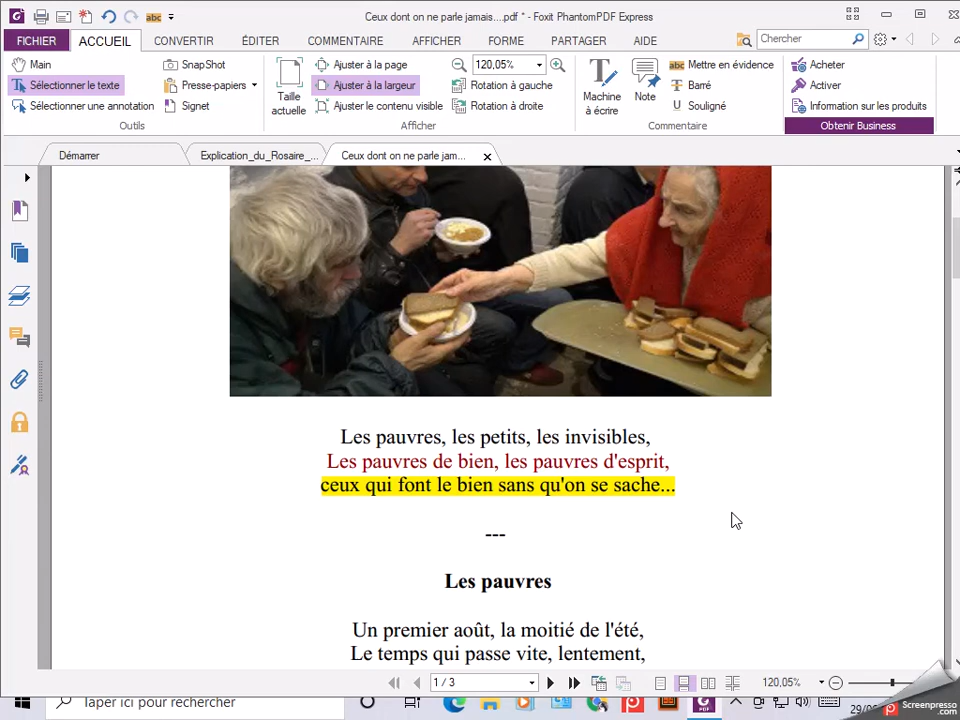 Ceux dont on ne parle jamais....pdf * - Foxit PhantomPDF Express
FICHIER ACCUEIL CONVERTIR ÉDITER COMMENTAIRE AFFICHER FORME PARTAGER AIDE Chercher
Main SnapShot Ajuster à la page 120,05% Mettre en évidence Acheter
Sélectionner le texte Presse-papiers Ajuster à la largeur Rotation à gauche Barré Activer
Sélectionner une annotation Signet Taille actuelle Ajuster le contenu visible Rotation à droite Machine à écrire Note Souligné Information sur les produits
Outils Afficher Commentaire Obtenir Business
Démarrer Explication_du_Rosaire_... Ceux dont on ne parle jam...
Les pauvres, les petits, les invisibles,
Les pauvres de bien, les pauvres d'esprit,
ceux qui font le bien sans qu'on se sache...
---
Les pauvres
Un premier août, la moitié de l'été,
Le temps qui passe vite, lentement,
1 / 3 120,05%
Taper ici pour rechercher
Screenpresso.com